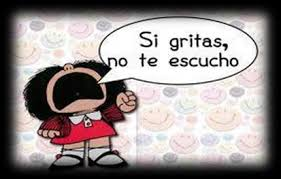 Si gritas,
no te escucho